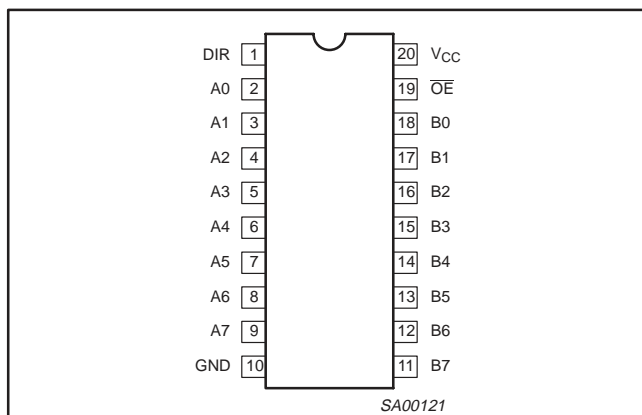 DIR 1 20 VCC
A0 2 19 O̅E̅
A1 3 18 B0
A2 4 17 B1
A3 5 16 B2
A4 6 15 B3
A5 7 14 B4
A6 8 13 B5
A7 9 12 B6
GND 10 11 B7
SA00121